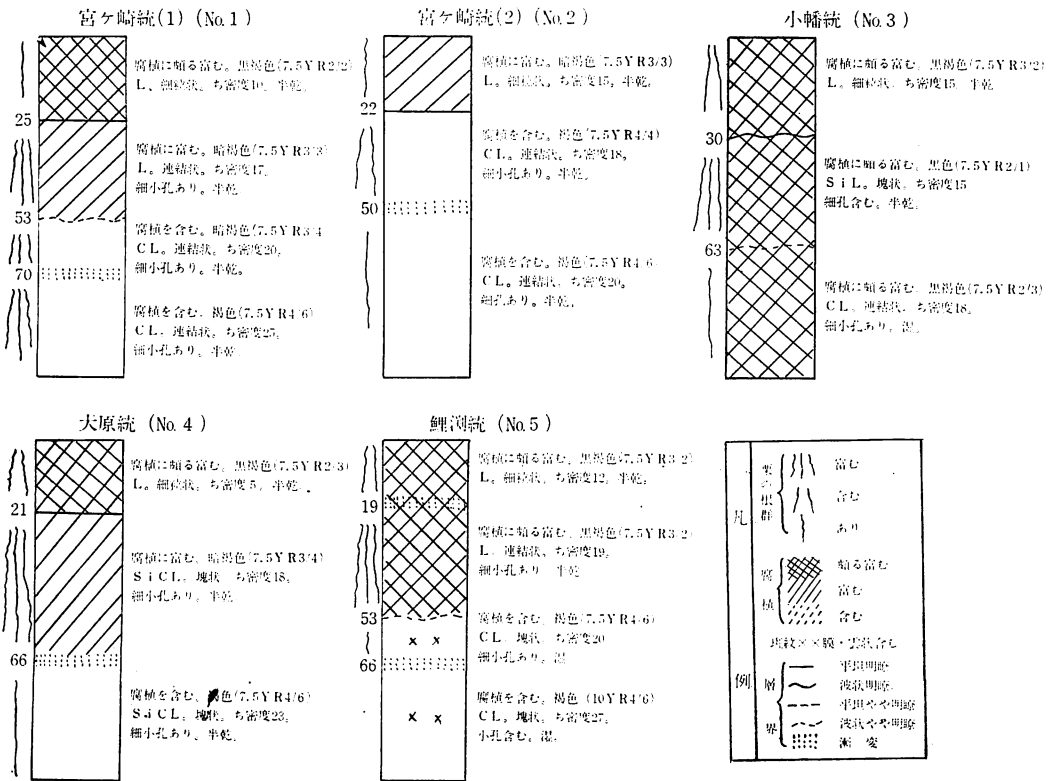 宮ケ崎統(1) (No.1)
腐植に頗る富む。黒褐色(7.5YR2/2)
L、細粒状、ち密度10、半乾。
25
腐植に富む。暗褐色(7.5YR3/3)
L。連結状。ち密度17。
細小孔あり。半乾。
53
腐植を含む。暗褐色(7.5YR3/4
CL。連結状。ち密度20。
細小孔あり。半乾。
70
腐植を含む。褐色(7.5YR4/6)
CL、連結状。ち密度25。
細小孔あり。半乾。
宮ケ崎統(2) (No.2)
腐植に富む。暗褐色(7.5YR3/3)
L。細粒状。ち密度15。半乾。
22
腐植を含む。褐色(7.5YR4/4)
CL。連結状。ち密度18。
細小孔あり。半乾。
50
腐植を含む。褐色(7.5YR4/6)
CL。連結状。ち密度20。
細孔あり。半乾。
小幡統 (No.3)
腐植に頗る富む。黒褐色(7.5YR3/2)
L。細粒状。ち密度15 半乾
30
腐植に頗る富む。黒色(7.5YR2/1)
SiL。塊状。ち密度15
細孔含む。半乾。
63
腐植に頗る富む。黒褐色(7.5YR2/3)
CL。連結状。ち密度18。
細小孔あり。湿。
大原統 (No.4)
腐植に頗る富む。黒褐色(7.5YR2/3)
L。細粒状。ち密度5。半乾。
21
腐植に富む。暗褐色(7.5YR3/4)
SiCL。塊状 ち密度18。
細小孔あり。半乾
66
腐植を含む。褐色(7.5YR4/6)
SiCL。塊状。ち密度23。
細小孔あり。半乾。
鯉渕統 (No.5)
腐植に頗る富む。黒褐色(7.5YR3/2)
L。細粒状。ち密度12。半乾。
19
腐植に頗る富む。黒褐色(7.5YR3/2)
L 連結状。ち密度19。
細小孔あり 半乾
53
腐植を含む。褐色(7.5YR4/6)
CL。塊状。ち密度20
細小孔あり。湿
66
腐植を含む。褐色 (10YR4/6)
CL。塊状。ち密度27。
小孔含む。湿。
凡例
栗の根群
富む
含む
あり
腐植
頗る富む
富む
含む
斑紋××膜・雲状含む
層界
平坦明瞭
波状明瞭
平坦やや明瞭
波状やや明瞭
漸変